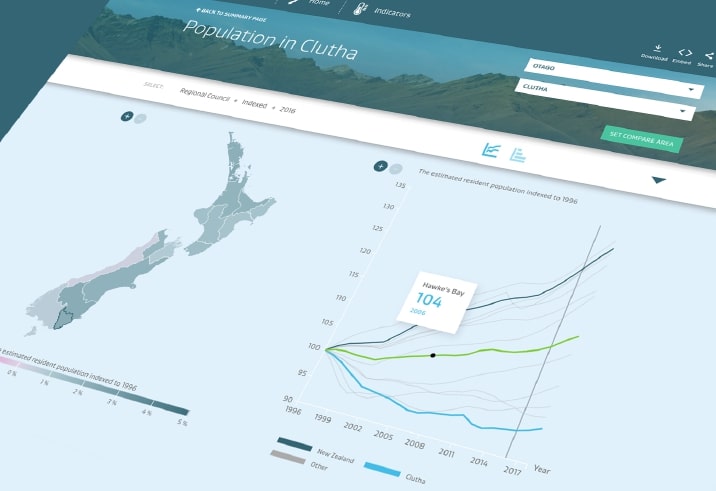 Home
Indicators
BACK TO SUMMARY PAGE
Population in Clutha
Download
Embed
Share
OTAGO
CLUTHA
SET COMPARE AREA
SELECT:
Regional Council
Indexed
2016
The estimated resident population indexed to 1996
135
130
125
120
115
110
105
100
95
90
Hawke's Bay
104
2006
1996
1999
2002
2005
2008
2011
2014
2017
Year
estimated resident population indexed to 1996
0 %
1 %
2 %
3 %
4 %
5 %
New Zealand
Clutha
Other